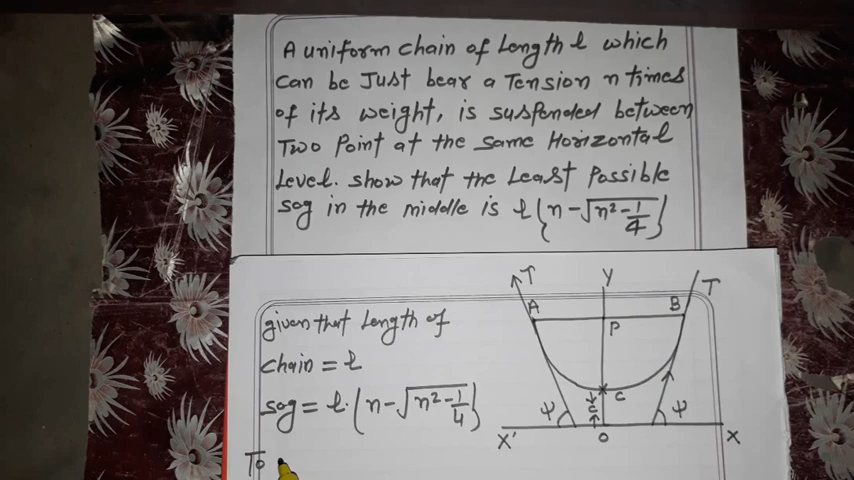 A uniform chain of Length l which
can be Just bear a Tension n times
of its weight, is suspended between
Two Point at the same Horizontal
Level. show that the Least Possible
sag in the middle is l{n-√(n²-1/4)}
given that Length of
chain = l
sag = l.{n-√(n²-1/4)}
To
T
Y
T
A
B
P
C
c
ψ
ψ
X'
O
X